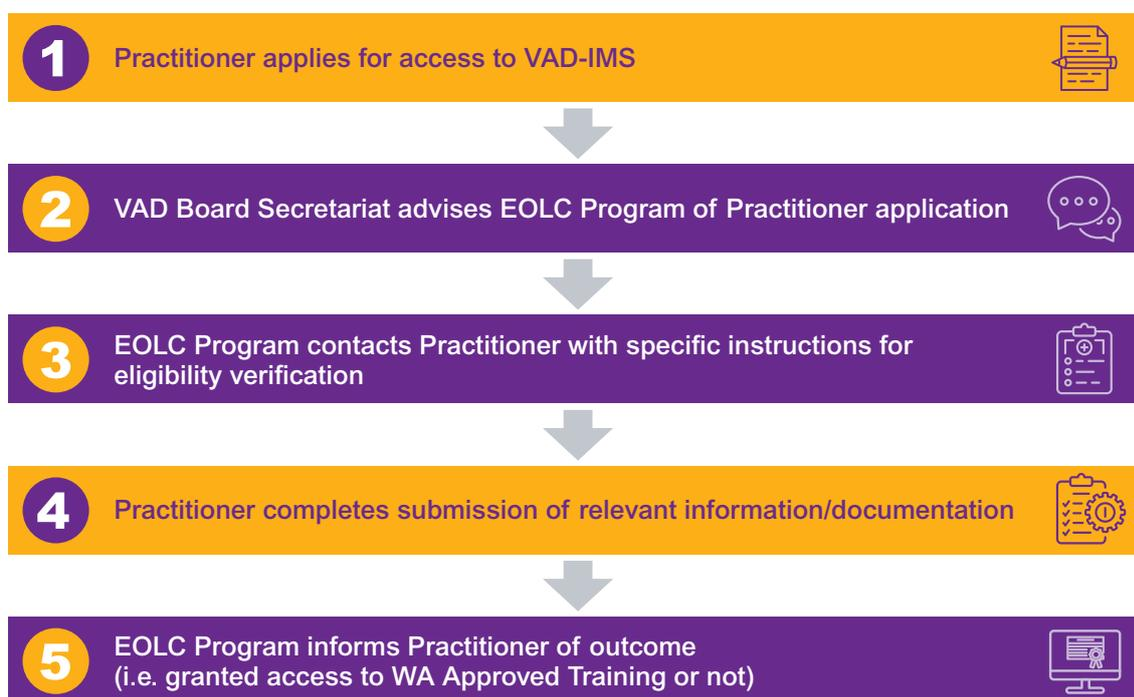 1
Practitioner applies for access to VAD-IMS
2
VAD Board Secretariat advises EOLC Program of Practitioner application
3
EOLC Program contacts Practitioner with specific instructions for
eligibility verification
4
Practitioner completes submission of relevant information/documentation
5
EOLC Program informs Practitioner of outcome
(i.e. granted access to WA Approved Training or not)